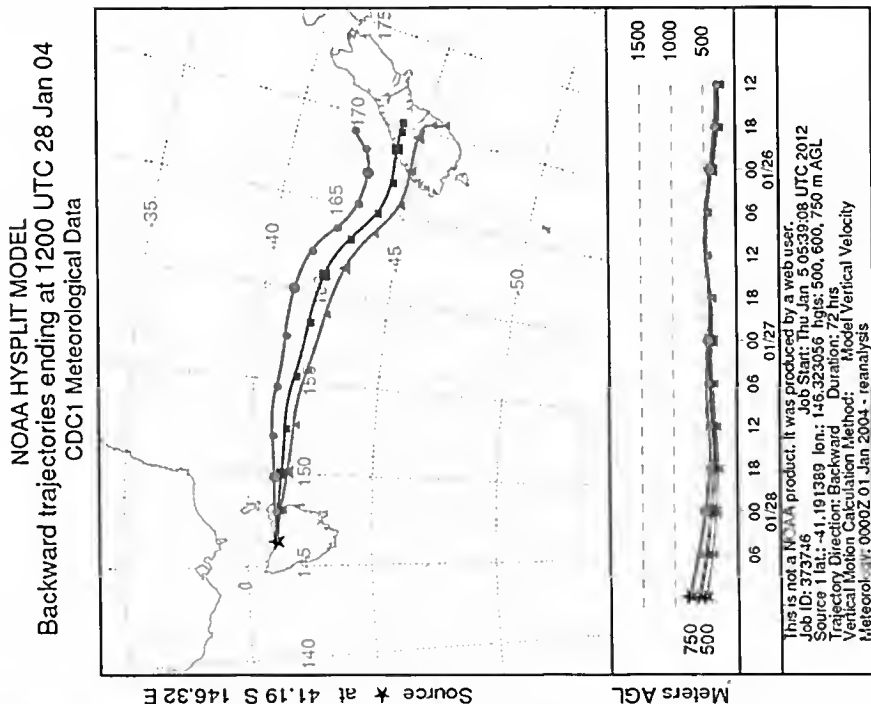 NOAA HYSPLIT MODEL
Backward trajectories ending at 1200 UTC 28 Jan 04
CDC1 Meteorological Data
Source ★ at 41.19 S 146.32 E
-35
-40
-45
-50
140
145
150
165
170
175
Meters AGL
750
500
1500
1000
500
06 00 18 12 06 00 18 12 06 00 18 12
01/28 01/27 01/26
This is not a NOAA product. It was produced by a web user.
Job ID: 373746 Job Start: Thu Jan 5 05:39:08 UTC 2012
Source 1 lat.: -41.191389 lon.: 146.323056 hgts: 500, 600, 750 m AGL
Trajectory Direction: Backward Duration: 72 hrs
Vertical Motion Calculation Method: Model Vertical Velocity
Meteorology: 0000Z 01 Jan 2004 - reanalysis